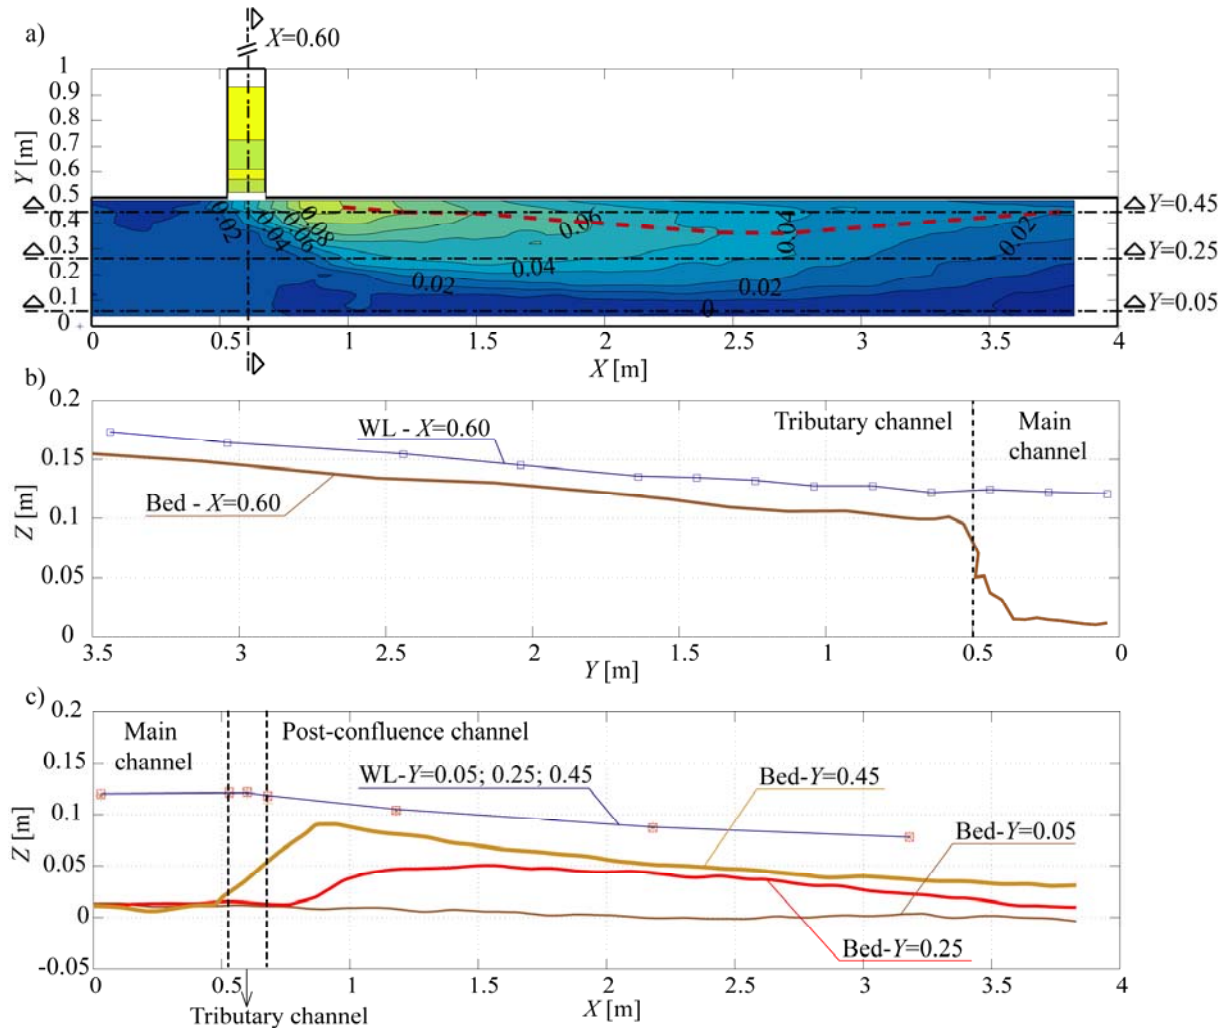 a)
X=0.60
1
0.9
0.8
0.7
0.6
0.5
0.4
0.3
0.2
0.1
0
Y [m]
0.02
0.04
0.06
0.08
0.06
0.04
0.02
0.04
0.02
0.02
0
Y=0.45
Y=0.25
Y=0.05
0 0.5 1 1.5 2 2.5 3 3.5 4
X [m]
b)
0.2
0.15
0.1
0.05
0
Z [m]
WL - X=0.60
Bed - X=0.60
Tributary channel
Main
channel
3.5 3 2.5 2 1.5 1 0.5 0
Y [m]
c)
0.2
0.15
0.1
0.05
0
-0.05
Z [m]
Main
channel
Post-confluence channel
WL-Y=0.05; 0.25; 0.45
Bed-Y=0.45
Bed-Y=0.05
Bed-Y=0.25
0 0.5 1 1.5 2 2.5 3 3.5 4
X [m]
Tributary channel